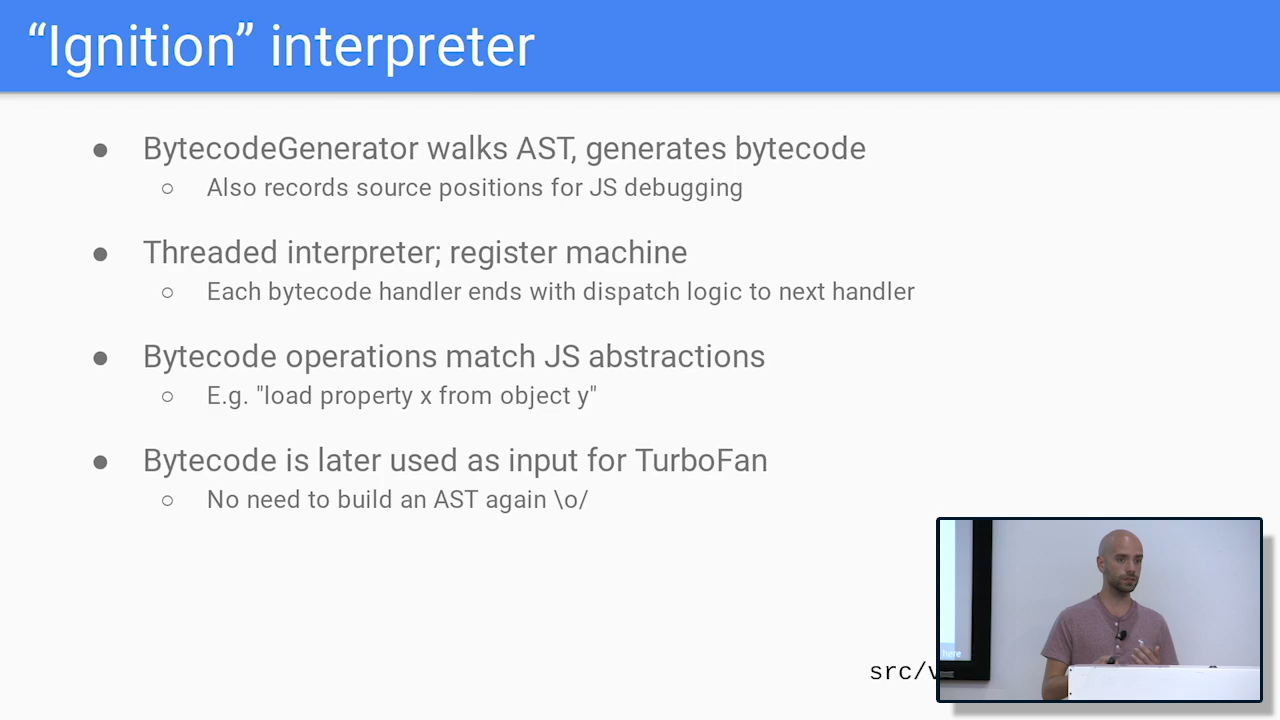 “Ignition” interpreter
● BytecodeGenerator walks AST, generates bytecode
○ Also records source positions for JS debugging
● Threaded interpreter; register machine
○ Each bytecode handler ends with dispatch logic to next handler
● Bytecode operations match JS abstractions
○ E.g. "load property x from object y"
● Bytecode is later used as input for TurboFan
○ No need to build an AST again \o/
here
src/v